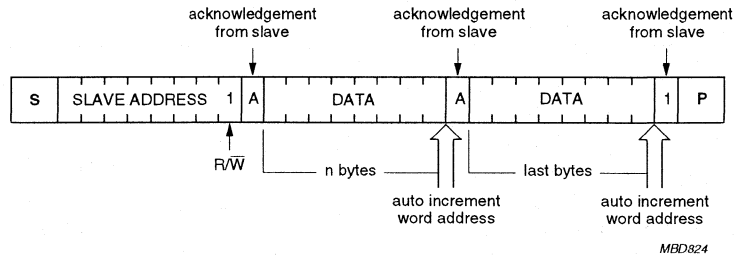 acknowledgement acknowledgement acknowledgement
from slave from slave from slave
S SLAVE ADDRESS 1 A DATA A DATA 1 P
R/W̅ n bytes last bytes
auto increment auto increment
word address word address
MBD824